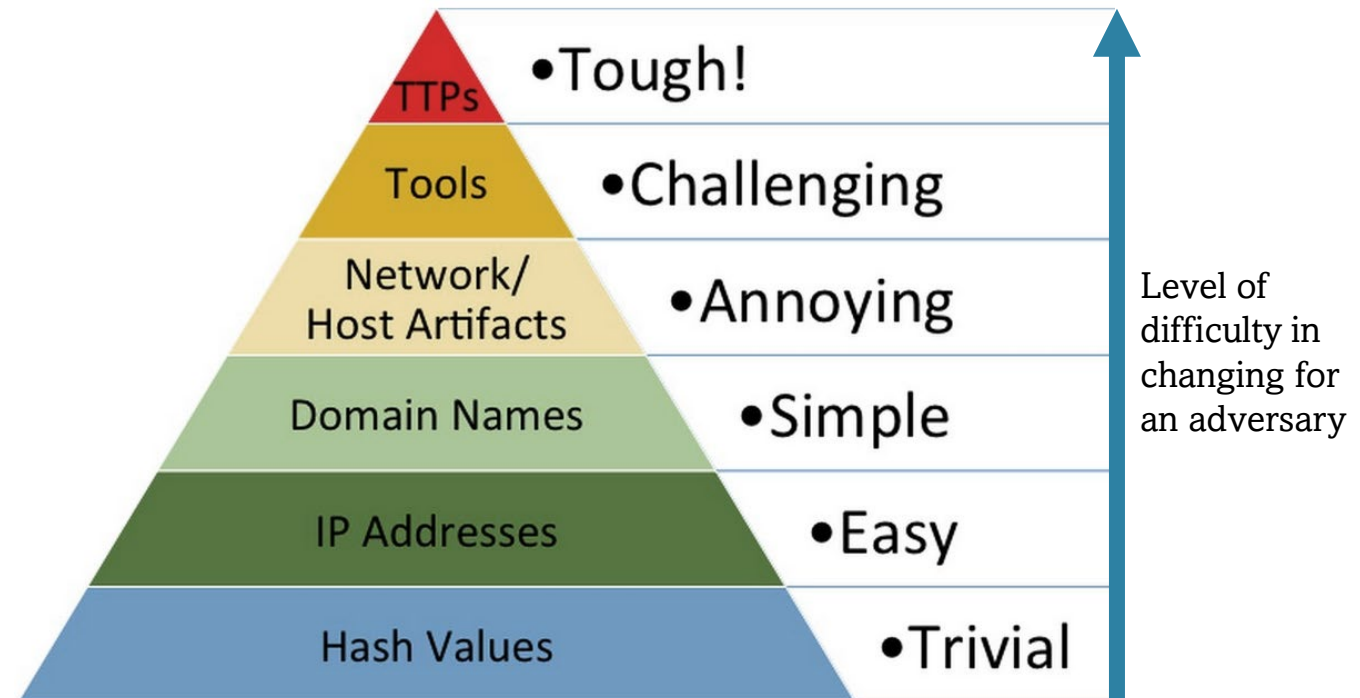 TTPs
•Tough!
Tools
•Challenging
Network/
Host Artifacts
•Annoying
Domain Names
•Simple
IP Addresses
•Easy
Hash Values
•Trivial
Level of
difficulty in
changing for
an adversary